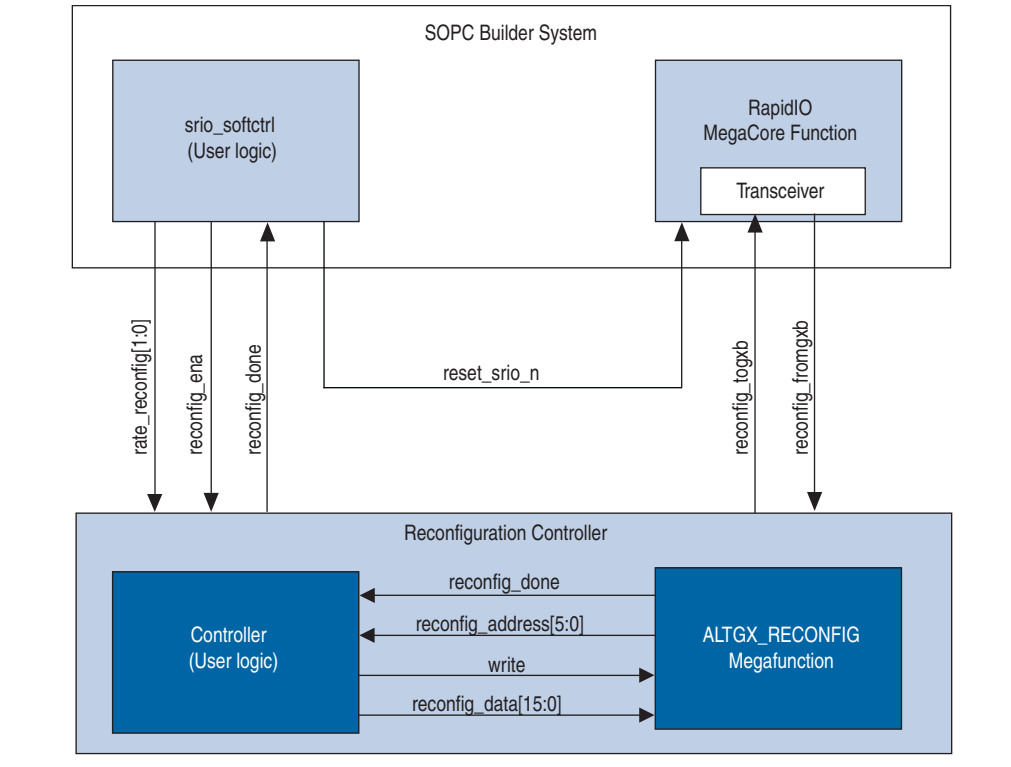 SOPC Builder System
srio_softctrl
(User logic)
RapidIO
MegaCore Function
Transceiver
rate_reconfig[1:0]
reconfig_ena
reconfig_done
reset_srio_n
reconfig_togxb
reconfig_fromgxb
Reconfiguration Controller
Controller
(User logic)
reconfig_done
reconfig_address[5:0]
write
reconfig_data[15:0]
ALTGX_RECONFIG
Megafunction